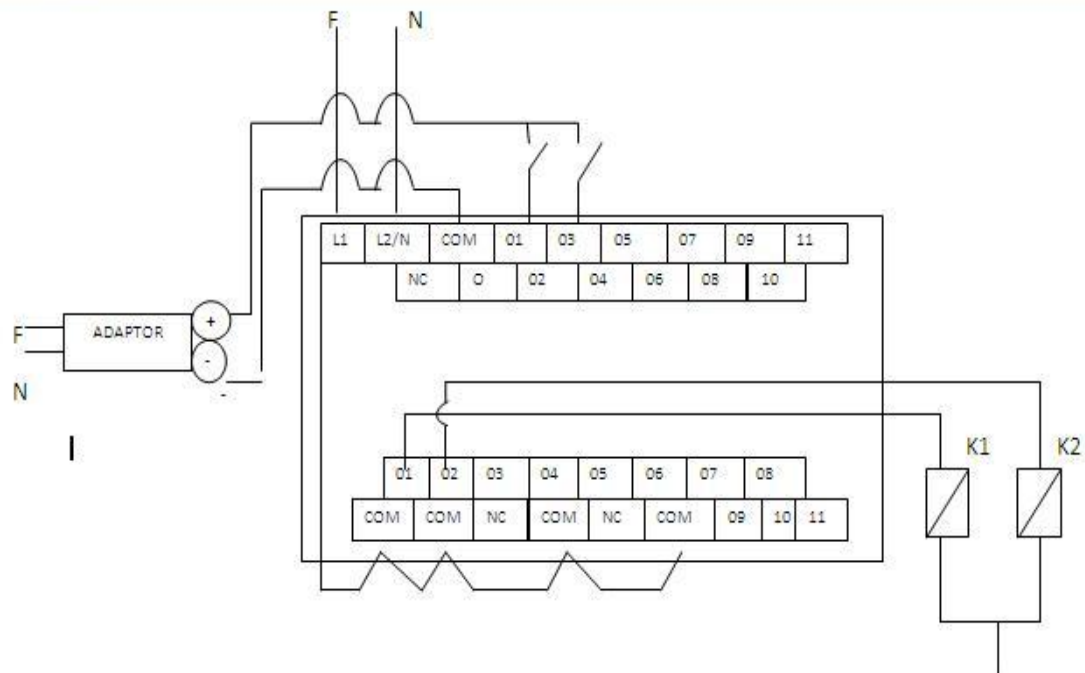 F N
L1 L2/N COM 01 03 05 07 09 11
NC O 02 04 06 08 10
ADAPTOR + -
F
N -
K1 K2
01 02 03 04 05 06 07 08
COM COM NC COM NC COM 09 10 11